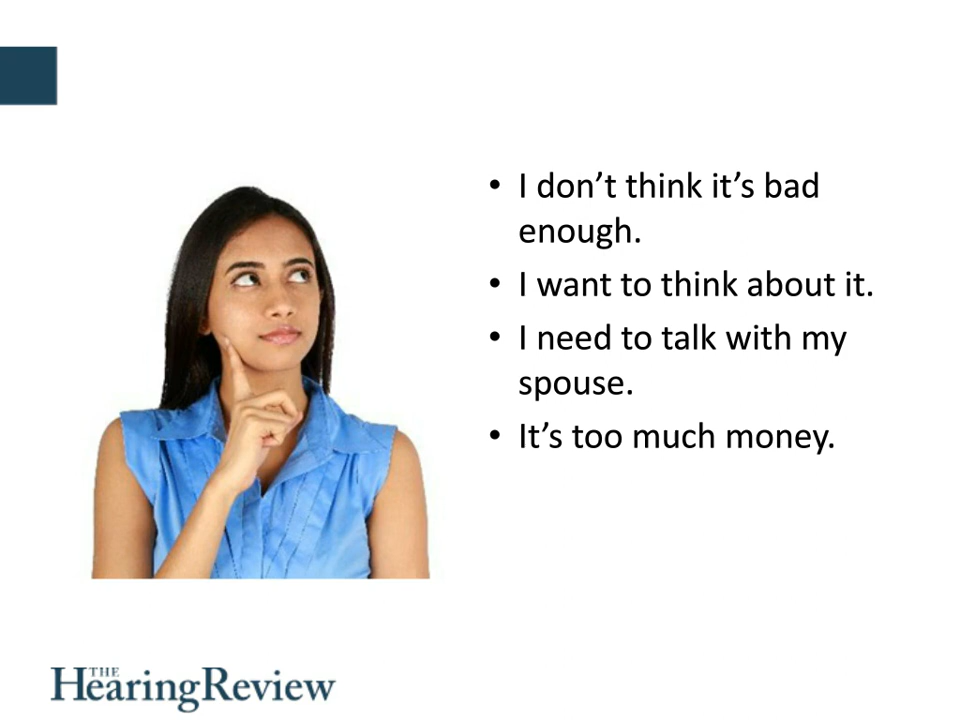 • I don’t think it’s bad
enough.
• I want to think about it.
• I need to talk with my
spouse.
• It’s too much money.
THE
HearingReview